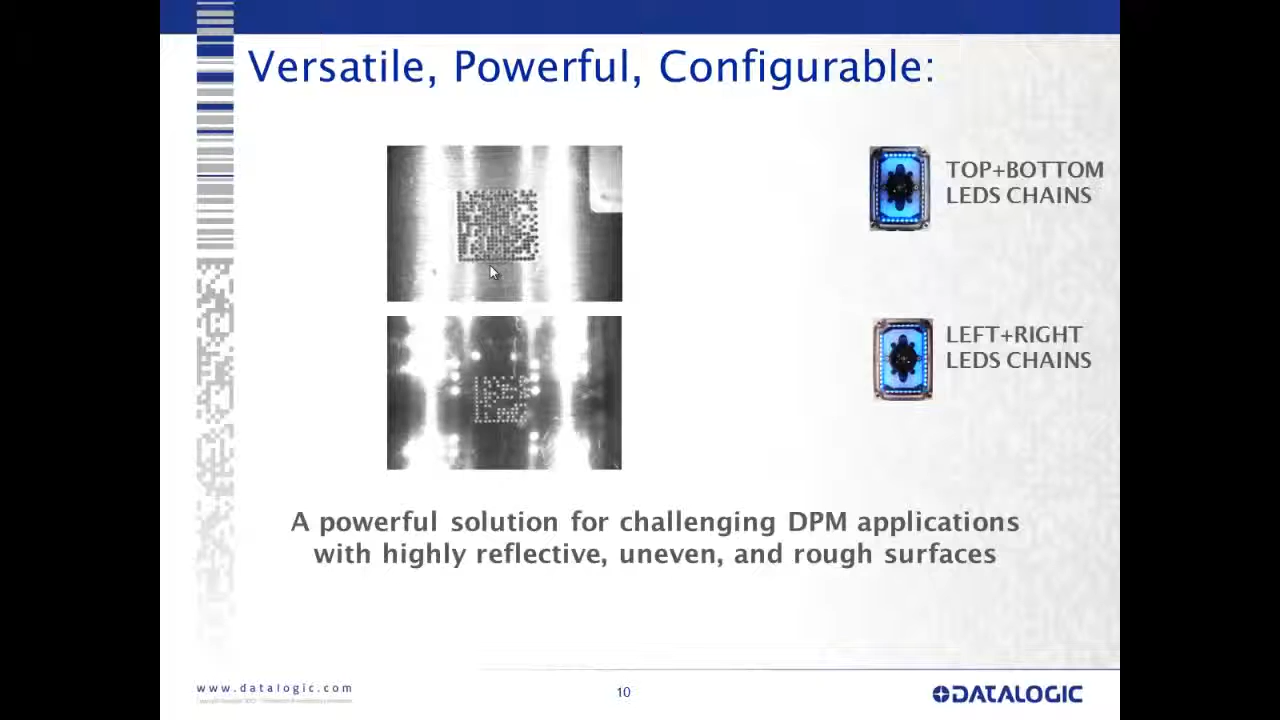 Versatile, Powerful, Configurable:
TOP+BOTTOM
LEDS CHAINS
LEFT+RIGHT
LEDS CHAINS
A powerful solution for challenging DPM applications
with highly reflective, uneven, and rough surfaces
www.datalogic.com
10
DATALOGIC